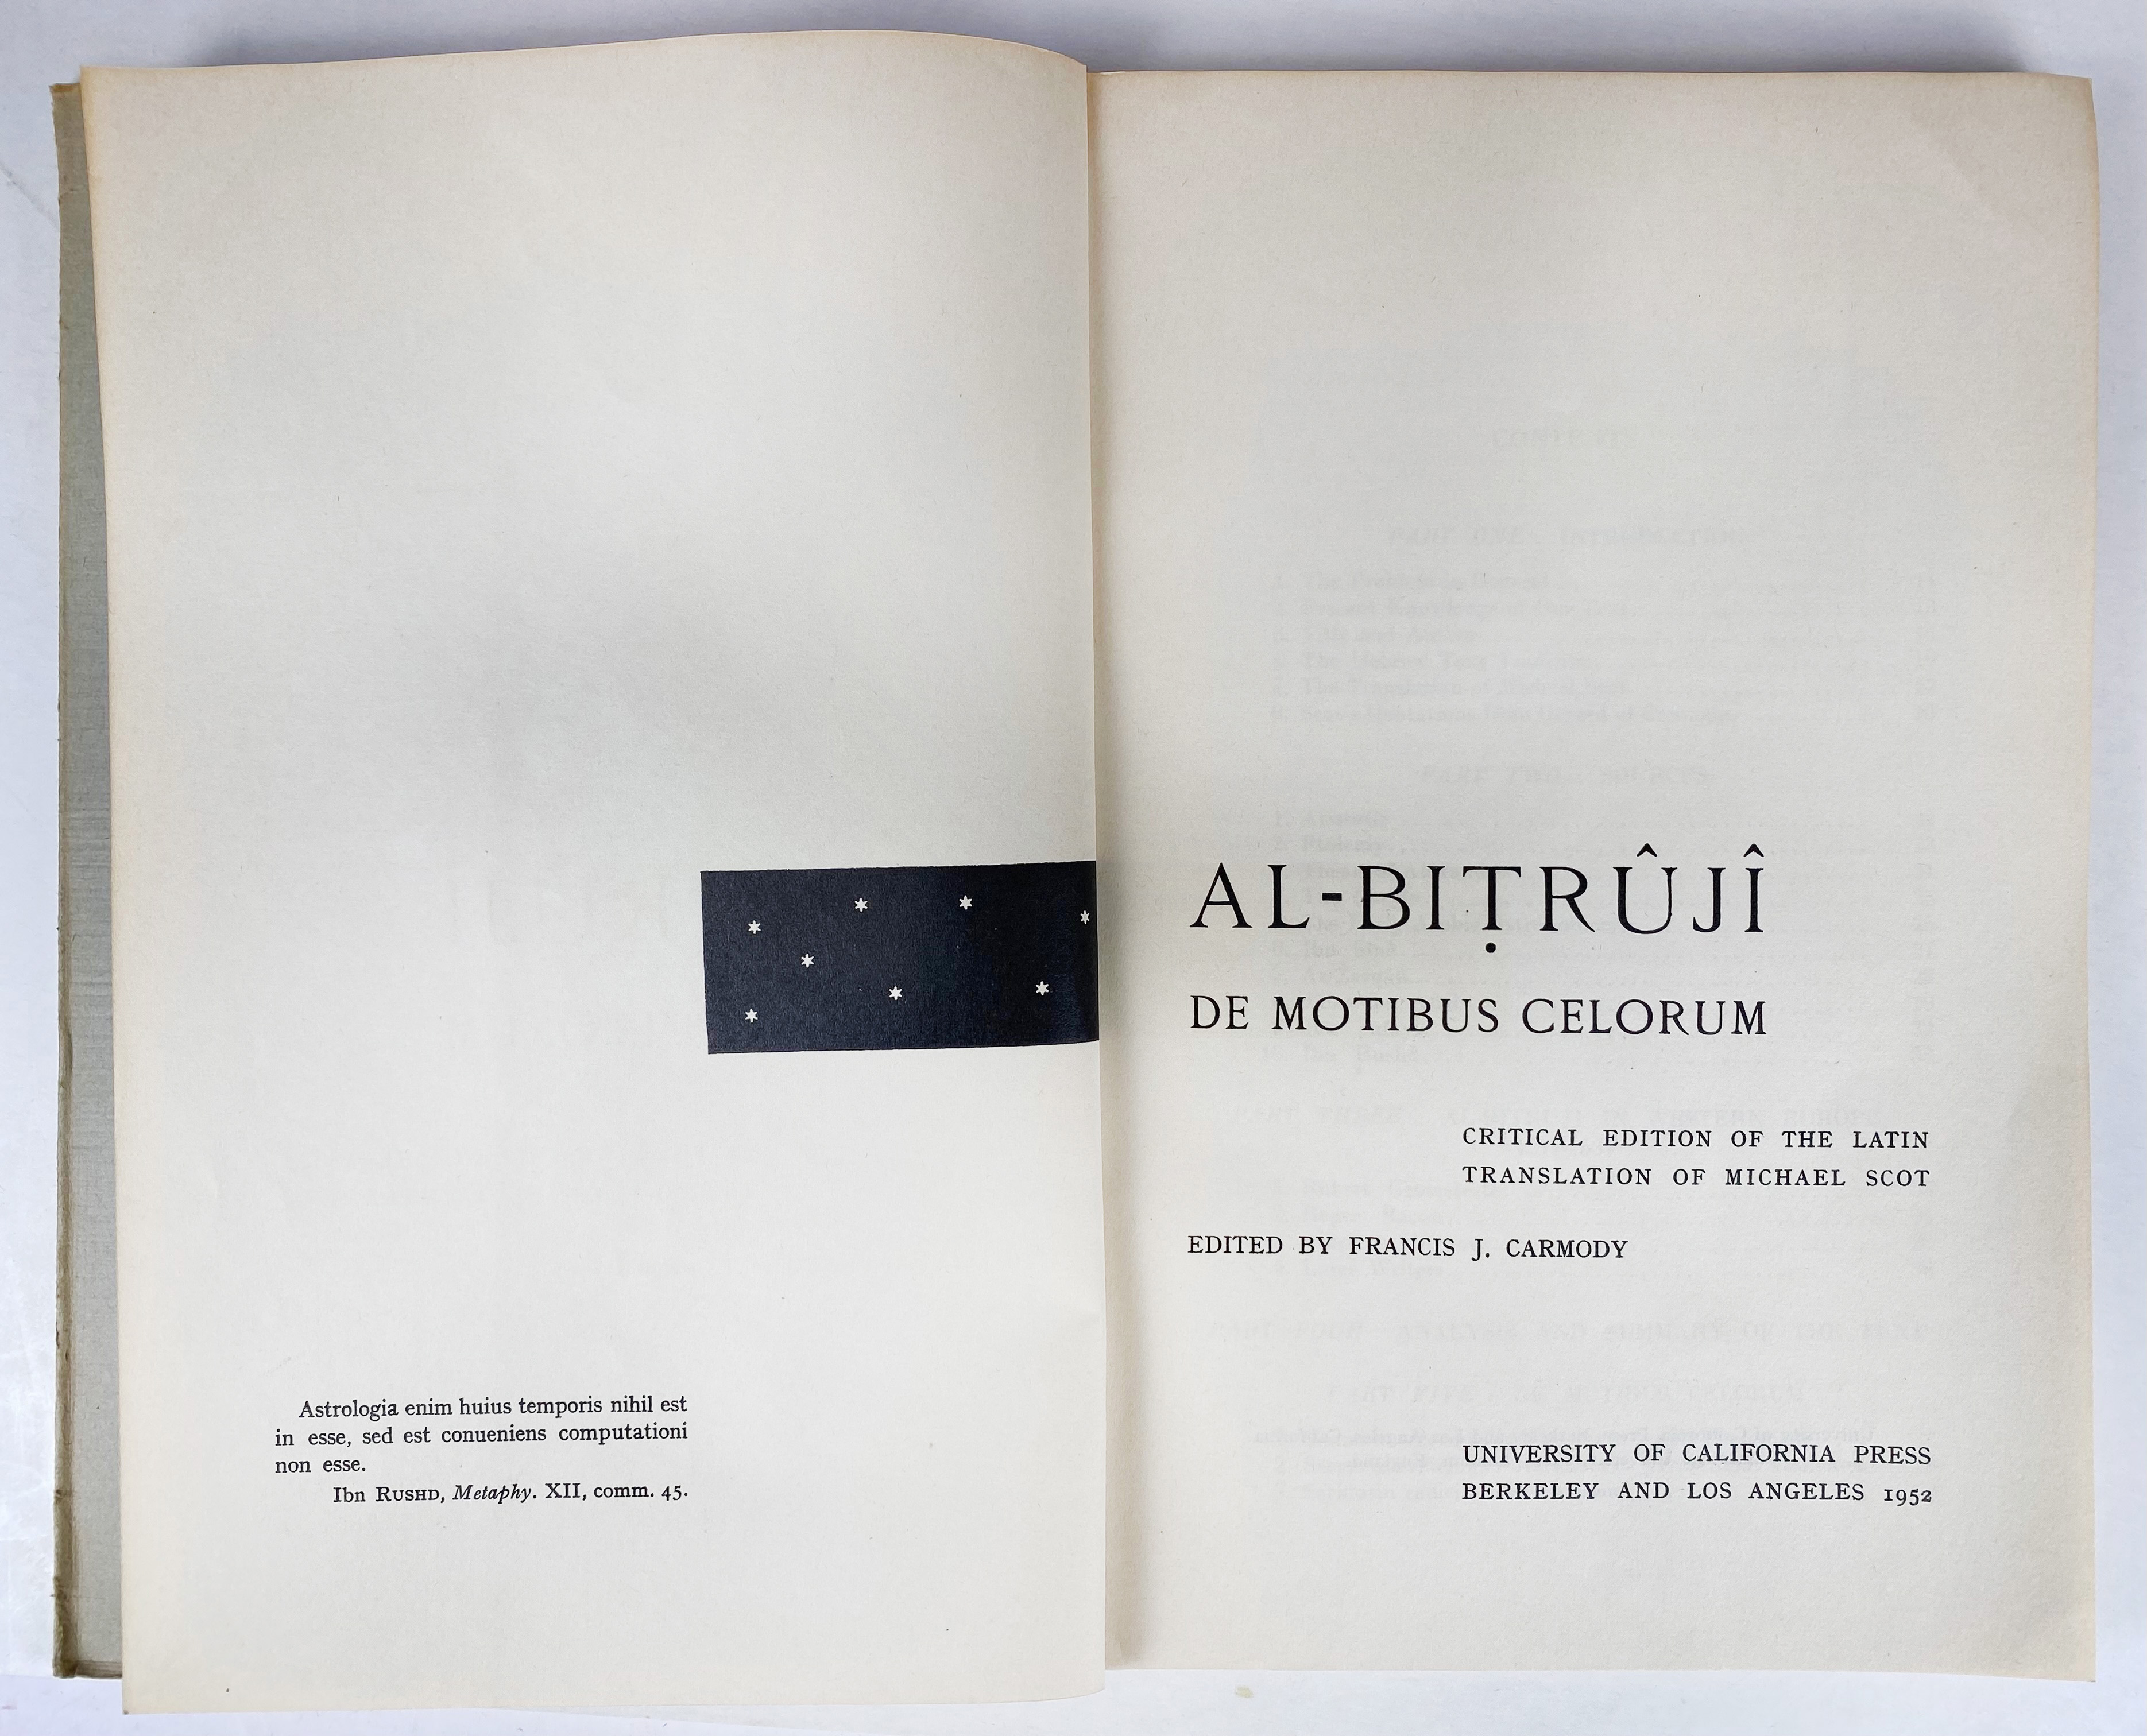 Astrologia enim huius temporis nihil est
in esse, sed est conueniens computationi
non esse.
Ibn Rushd, Metaphy. XII, comm. 45.
AL-BIṬRÛJÎ
DE MOTIBUS CELORUM
CRITICAL EDITION OF THE LATIN
TRANSLATION OF MICHAEL SCOT
EDITED BY FRANCIS J. CARMODY
UNIVERSITY OF CALIFORNIA PRESS
BERKELEY AND LOS ANGELES 1952